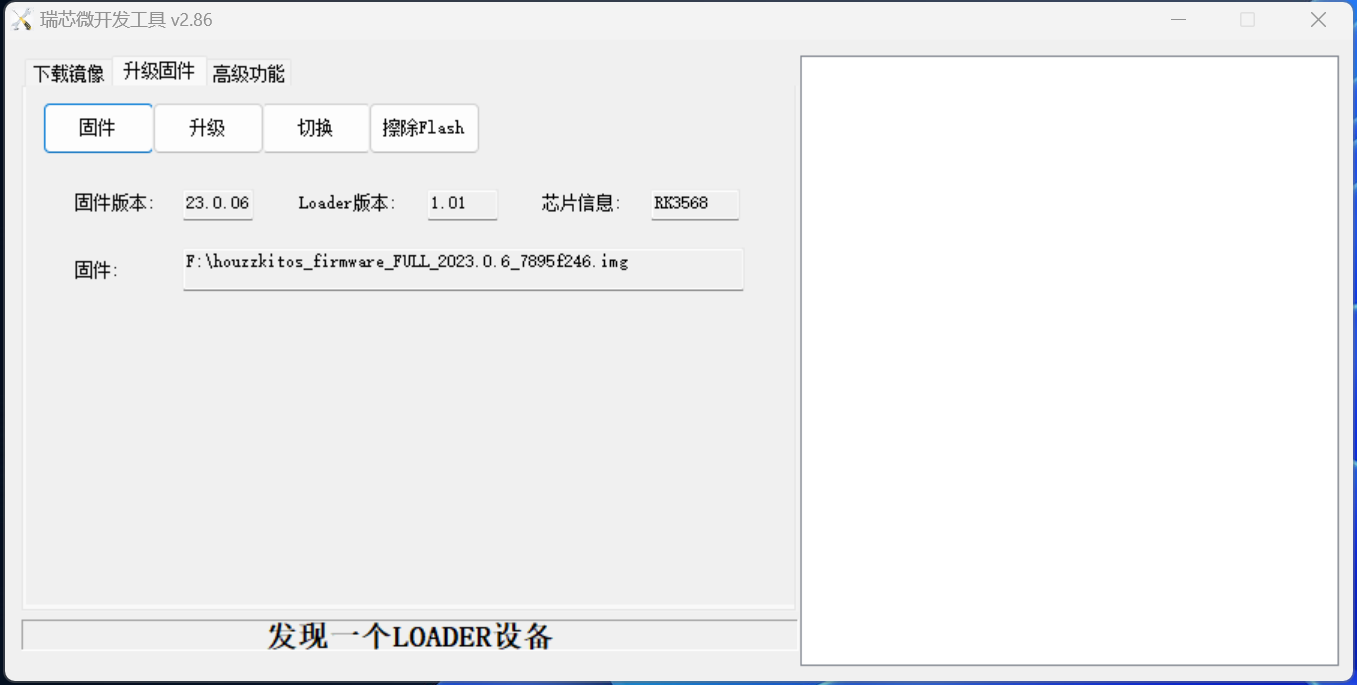 瑞芯微开发工具 v2.86
下载镜像 升级固件 高级功能
固件 升级 切换 擦除Flash
固件版本: 23.0.06 Loader版本: 1.01 芯片信息: RK3568
固件: F:\houzzkitos_firmware_FULL_2023.0.6_7895f246.img
发现一个LOADER设备